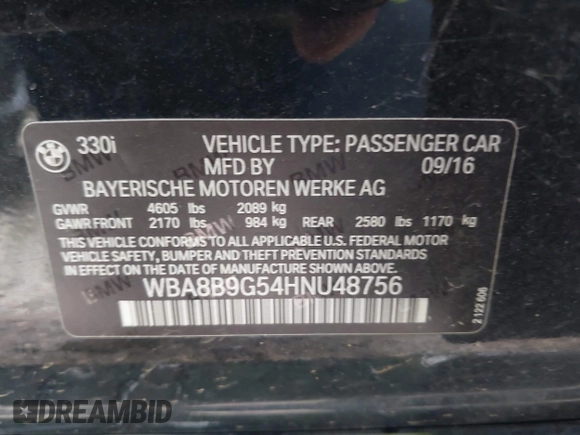 330i VEHICLE TYPE: PASSENGER CAR
MFD BY 09/16
BAYERISCHE MOTOREN WERKE AG
GVWR 4605 lbs 2089 kg
GAWR FRONT 2170 lbs 984 kg REAR 2580 lbs 1170 kg
THIS VEHICLE CONFORMS TO ALL APPLICABLE U.S. FEDERAL MOTOR
VEHICLE SAFETY, BUMPER AND THEFT PREVENTION STANDARDS
IN EFFECT ON THE DATE OF MANUFACTURE SHOWN ABOVE.
WBA8B9G54HNU48756
2 122 606
DREAMBID